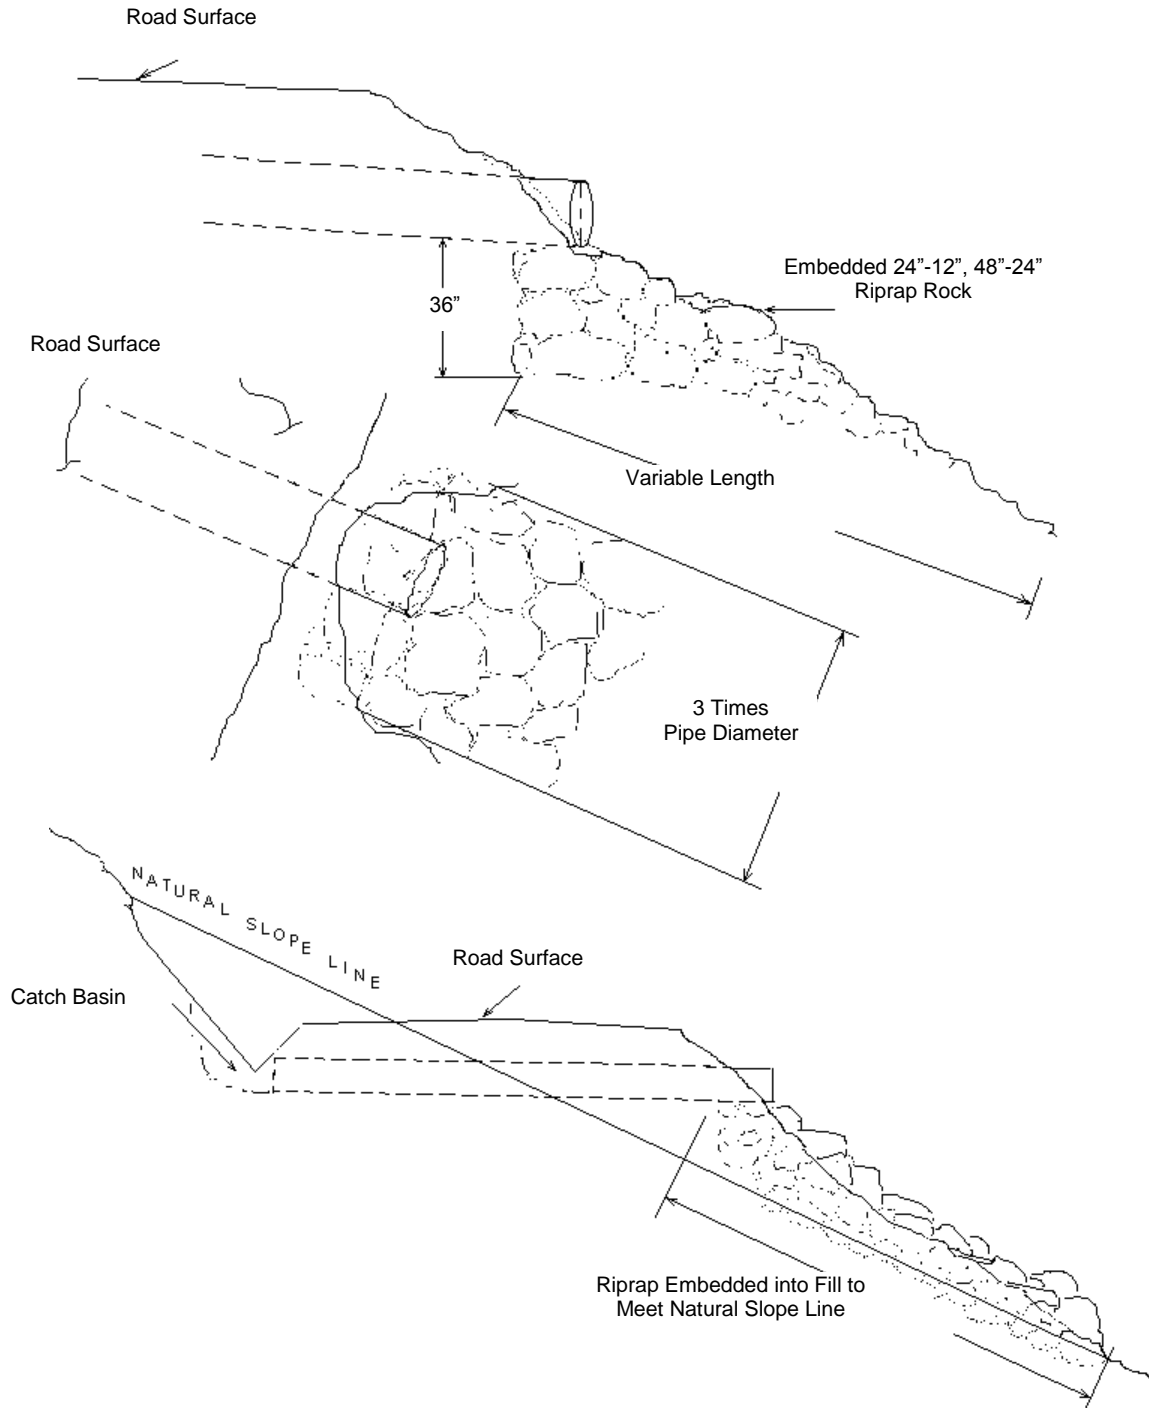 Road Surface
Embedded 24”-12”, 48”-24”
Riprap Rock
36”
Road Surface
Variable Length
3 Times
Pipe Diameter
NATURAL SLOPE LINE
Road Surface
Catch Basin
Riprap Embedded into Fill to
Meet Natural Slope Line